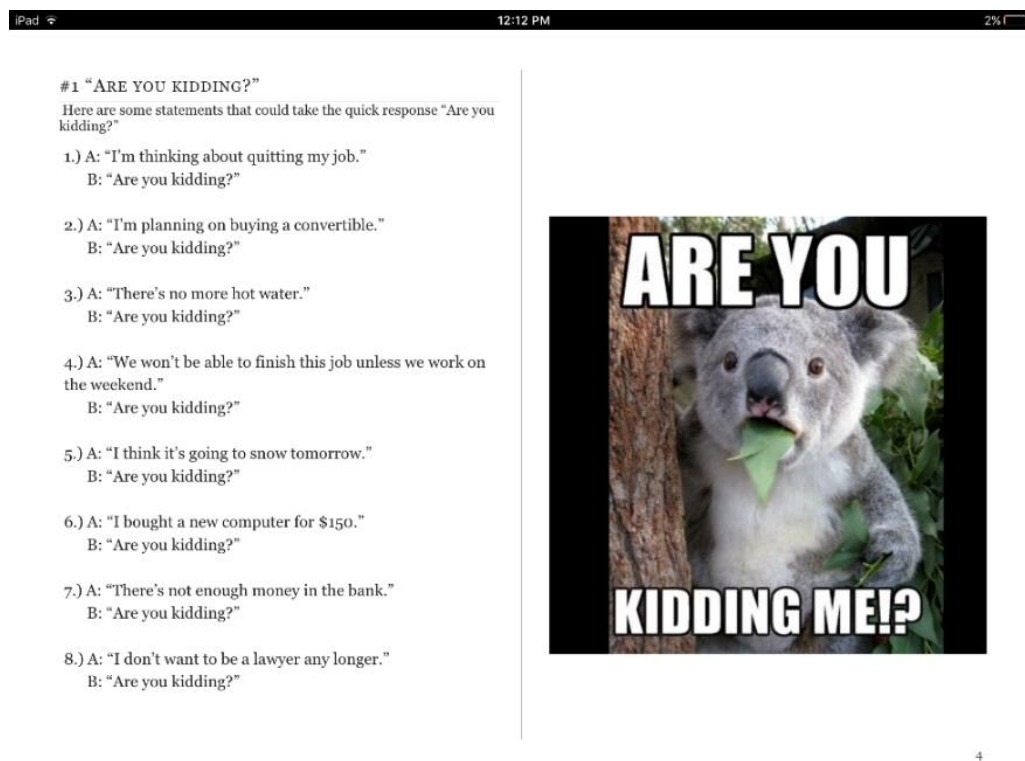 iPad
12:12 PM
2%
#1 “ARE YOU KIDDING?”
Here are some statements that could take the quick response “Are you
kidding?”
1.) A: “I’m thinking about quitting my job.”
B: “Are you kidding?”
2.) A: “I’m planning on buying a convertible.”
B: “Are you kidding?”
3.) A: “There’s no more hot water.”
B: “Are you kidding?”
4.) A: “We won’t be able to finish this job unless we work on
the weekend.”
B: “Are you kidding?”
5.) A: “I think it’s going to snow tomorrow.”
B: “Are you kidding?”
6.) A: “I bought a new computer for $150.”
B: “Are you kidding?”
7.) A: “There’s not enough money in the bank.”
B: “Are you kidding?”
8.) A: “I don’t want to be a lawyer any longer.”
B: “Are you kidding?”
ARE YOU
KIDDING ME!?
4